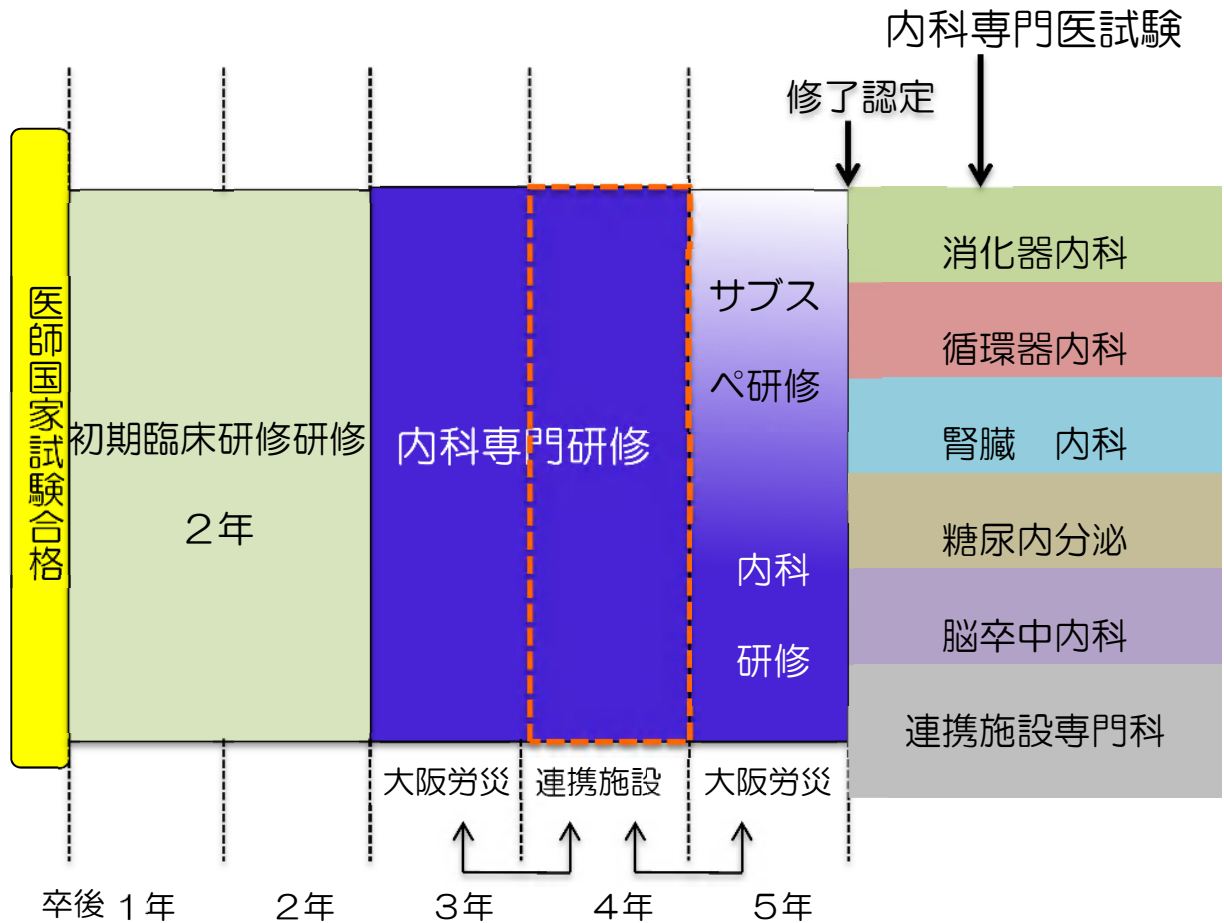 内科専門医試験
修了認定
医師国家試験合格
初期臨床研修研修
２年
内科専門研修
サブス
ペ研修
内科
研修
消化器内科
循環器内科
腎臓　内科
糖尿内分泌
脳卒中内科
連携施設専門科
大阪労災
連携施設
大阪労災
卒後 １年
２年
３年
４年
５年